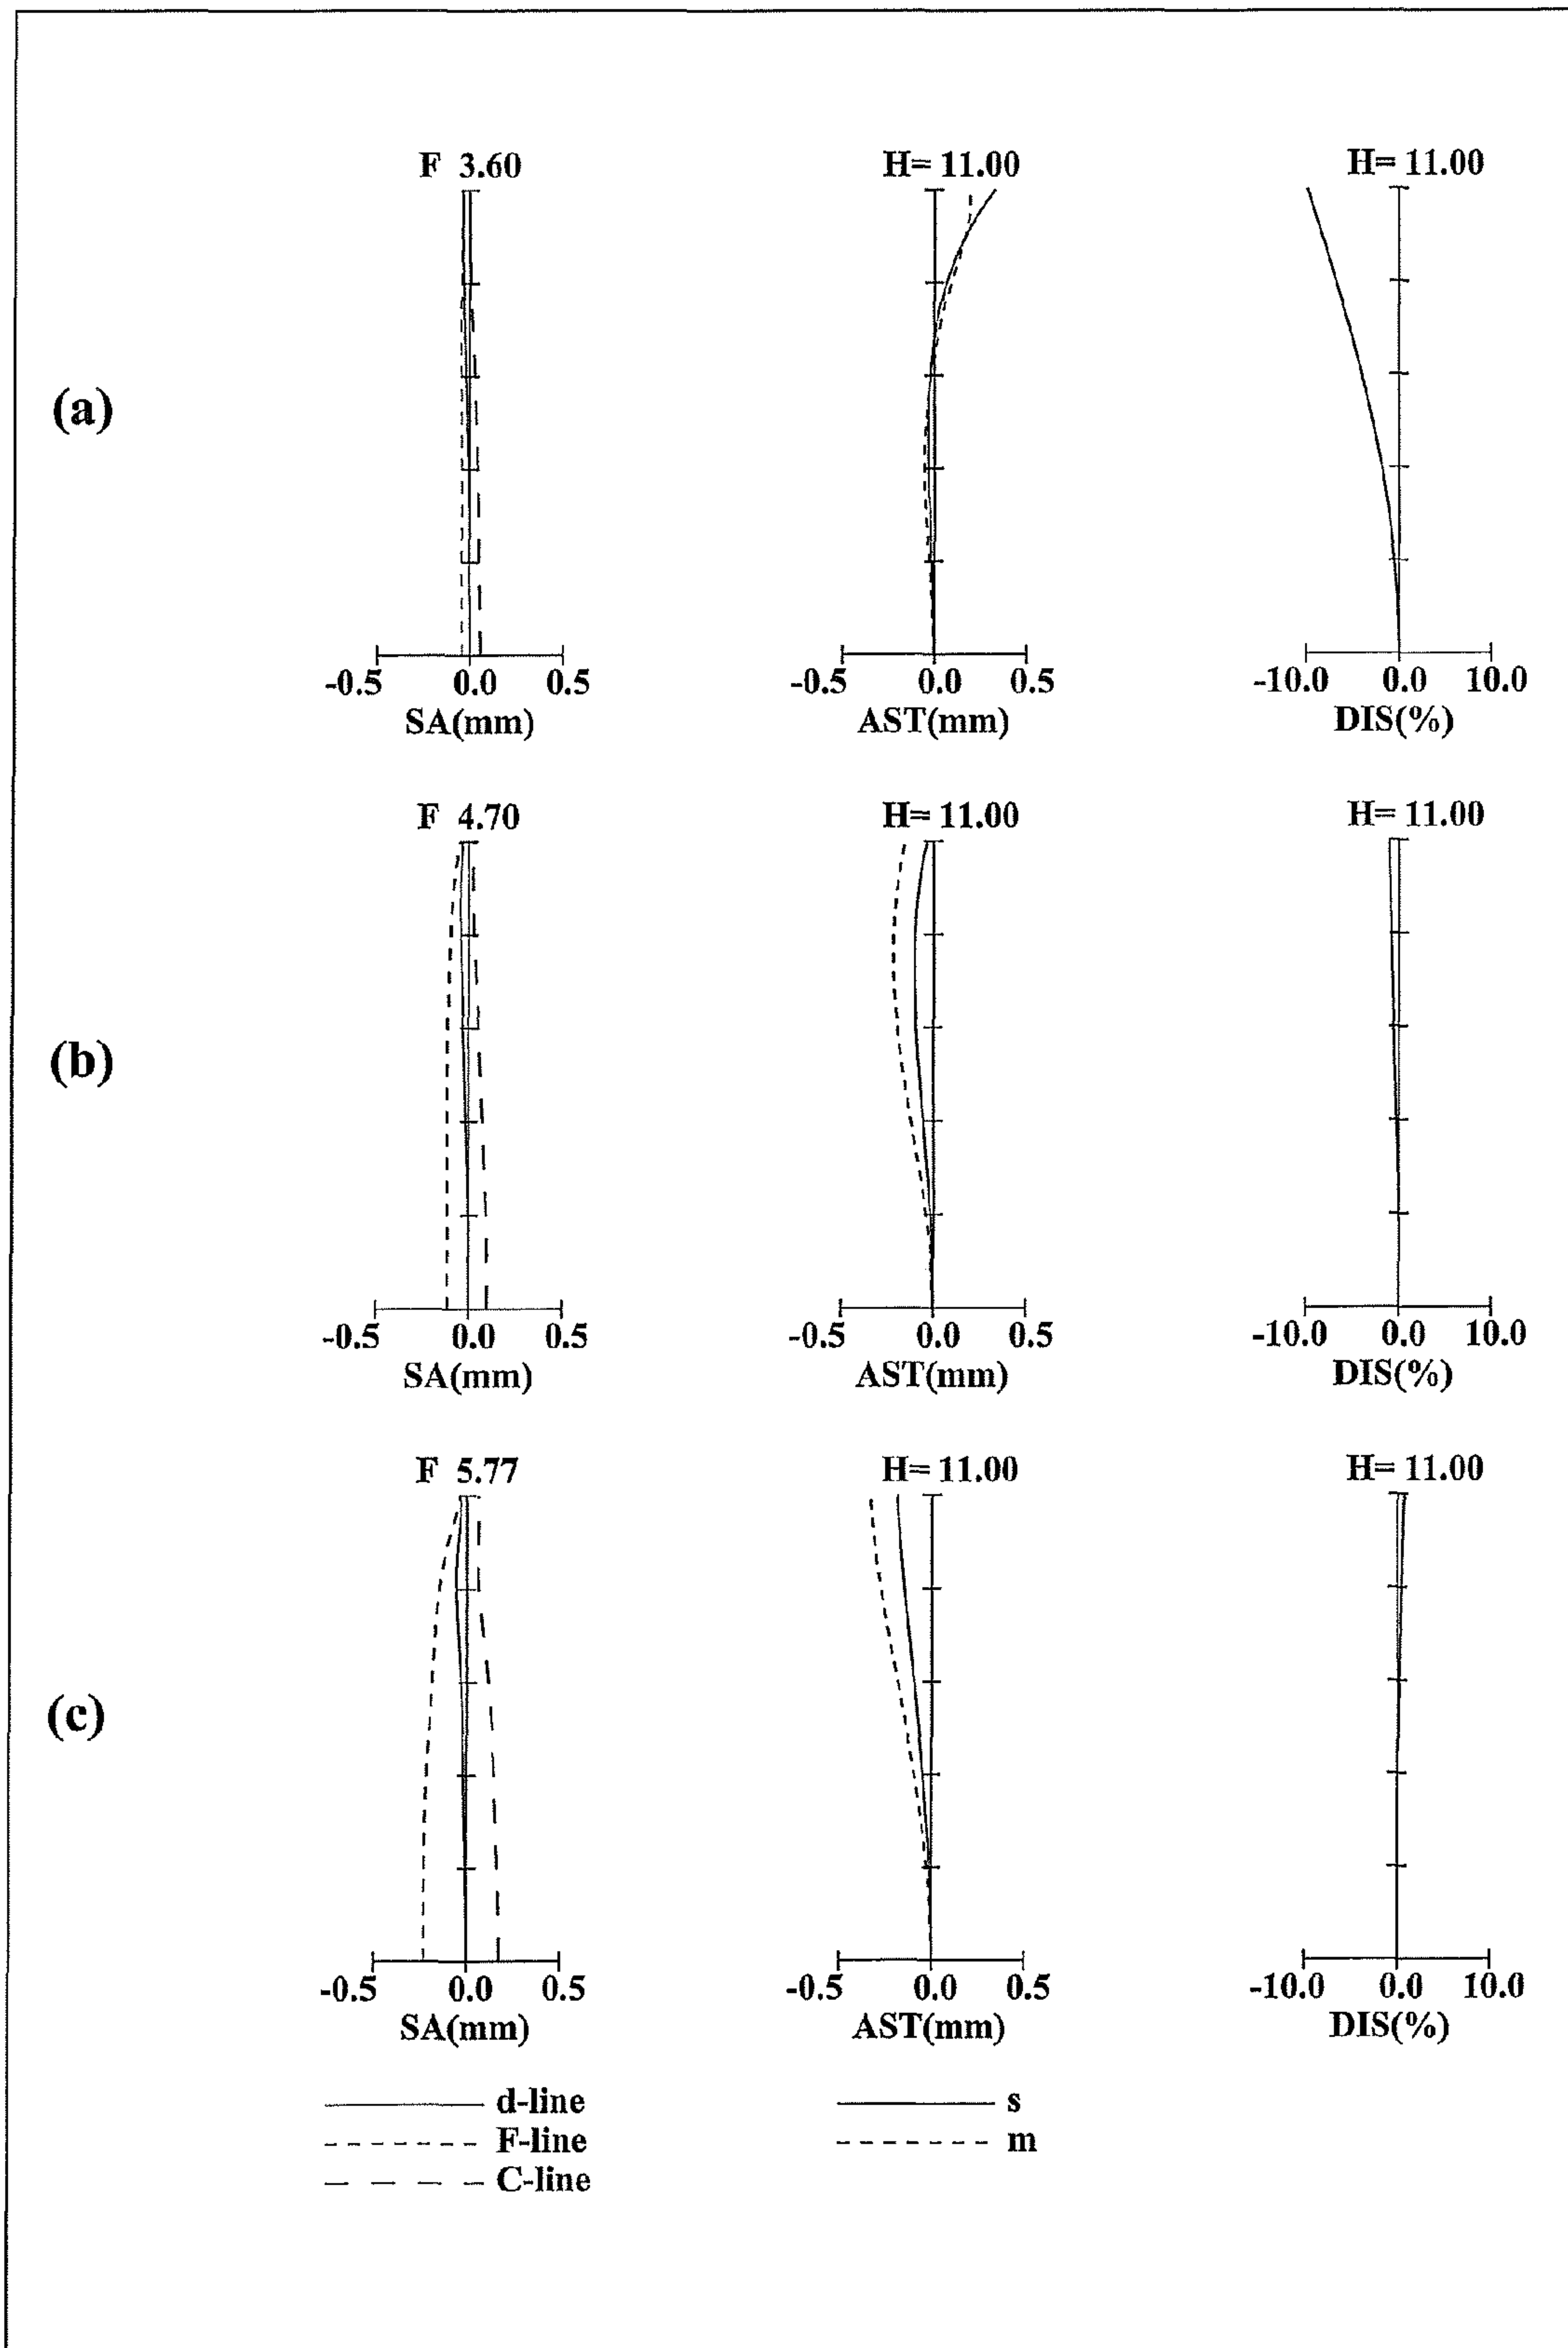 F 3.60 H= 11.00 H= 11.00
(a)
-0.5 0.0 0.5 -0.5 0.0 0.5 -10.0 0.0 10.0
SA(mm) AST(mm) DIS(%)
F 4.70 H= 11.00 H= 11.00
(b)
-0.5 0.0 0.5 -0.5 0.0 0.5 -10.0 0.0 10.0
SA(mm) AST(mm) DIS(%)
F 5.77 H= 11.00 H= 11.00
(c)
-0.5 0.0 0.5 -0.5 0.0 0.5 -10.0 0.0 10.0
SA(mm) AST(mm) DIS(%)
d-line s
F-line m
C-line